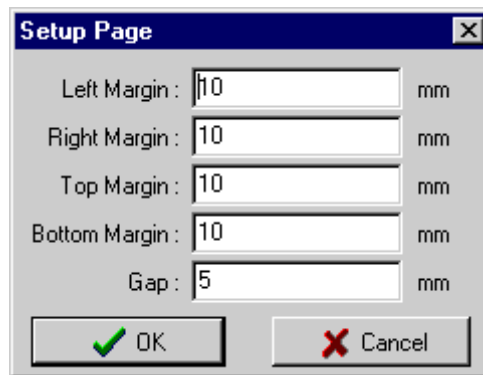 Setup Page
Left Margin : 10 mm
Right Margin : 10 mm
Top Margin : 10 mm
Bottom Margin : 10 mm
Gap : 5 mm
OK Cancel